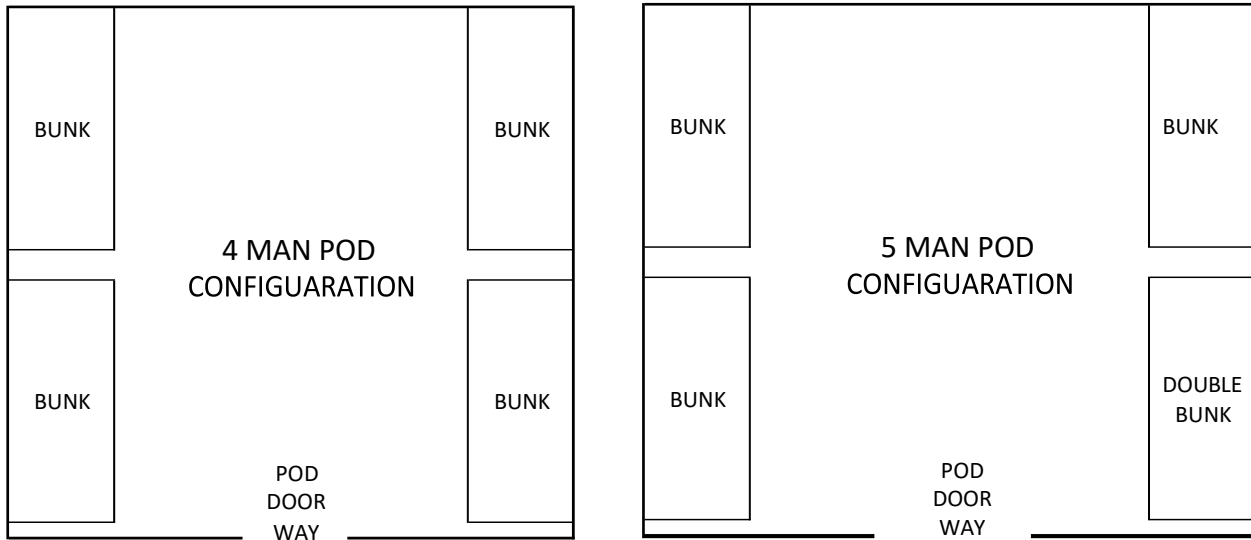 BUNK
BUNK
4 MAN POD
CONFIGUARATION
BUNK
BUNK
POD
DOOR
WAY
BUNK
BUNK
5 MAN POD
CONFIGUARATION
BUNK
DOUBLE
BUNK
POD
DOOR
WAY